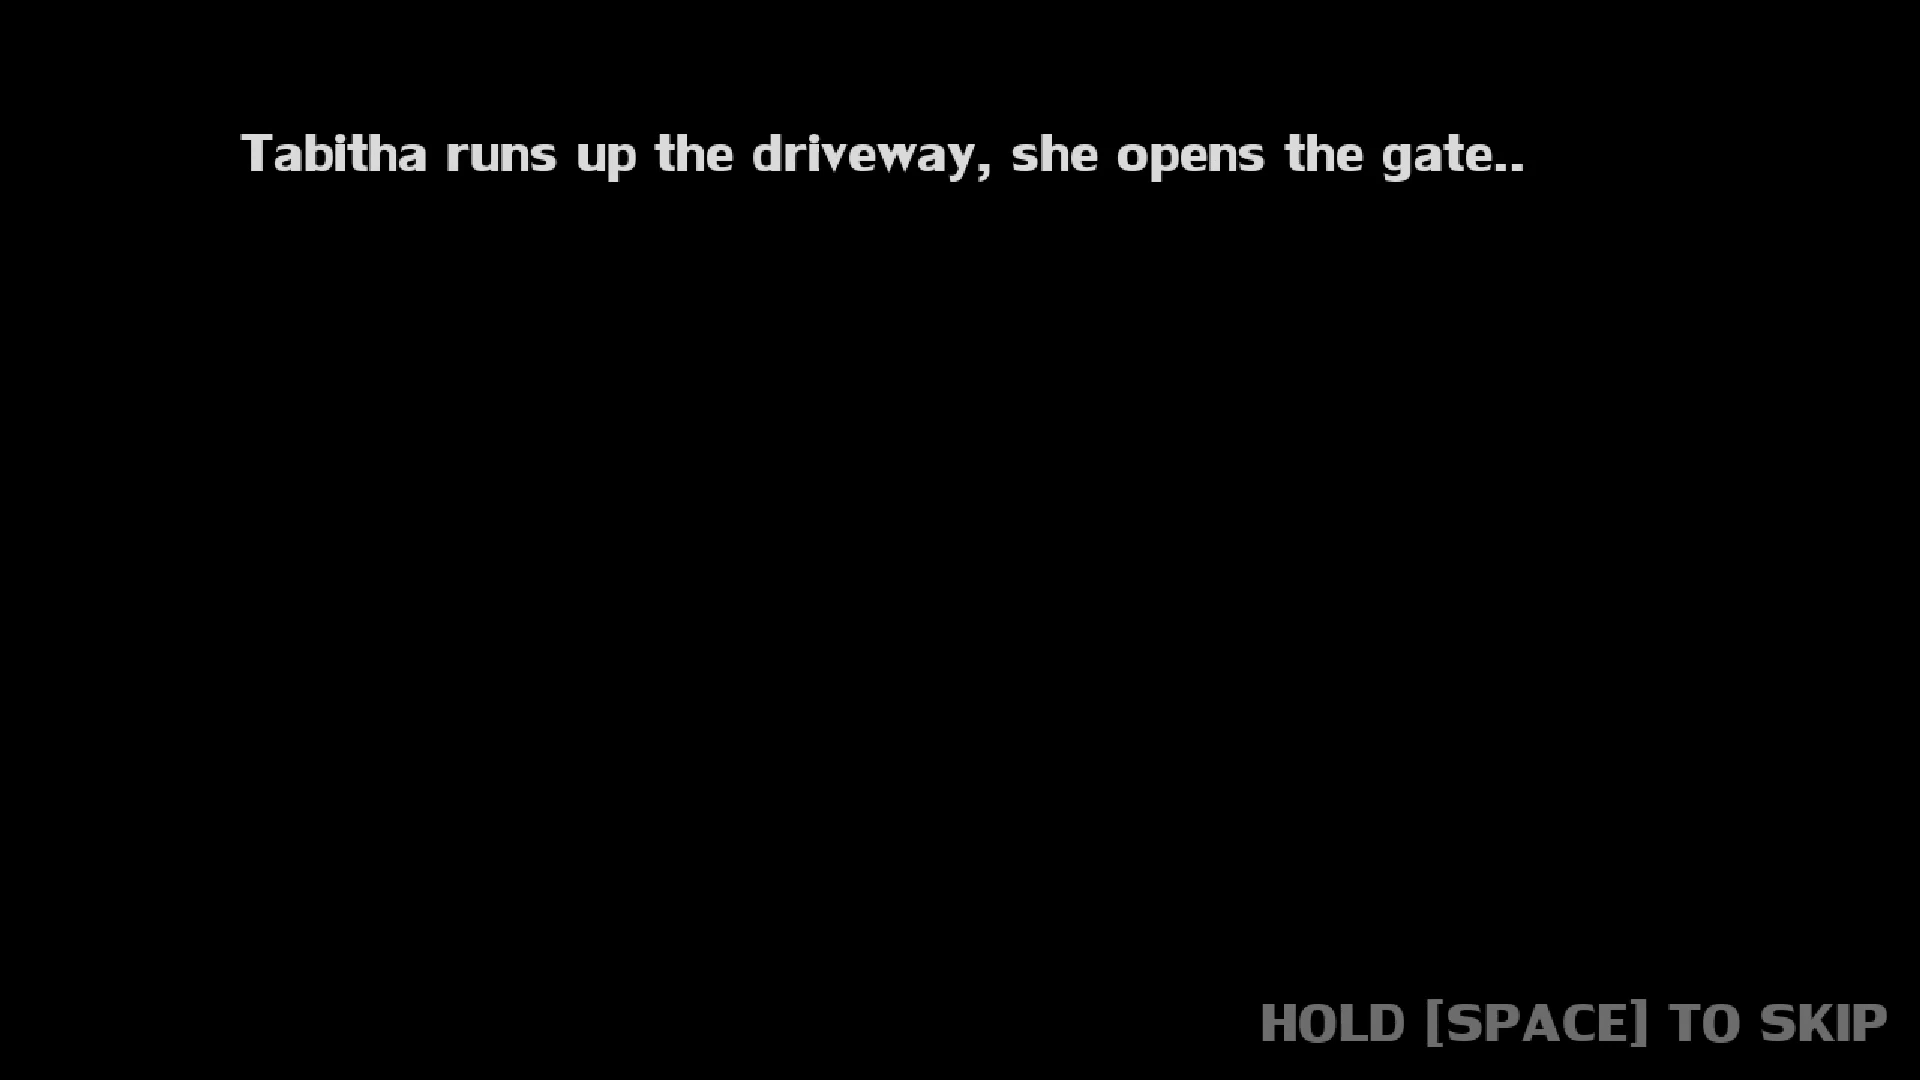 Tabitha runs up the driveway, she opens the gate..
HOLD [SPACE] TO SKIP